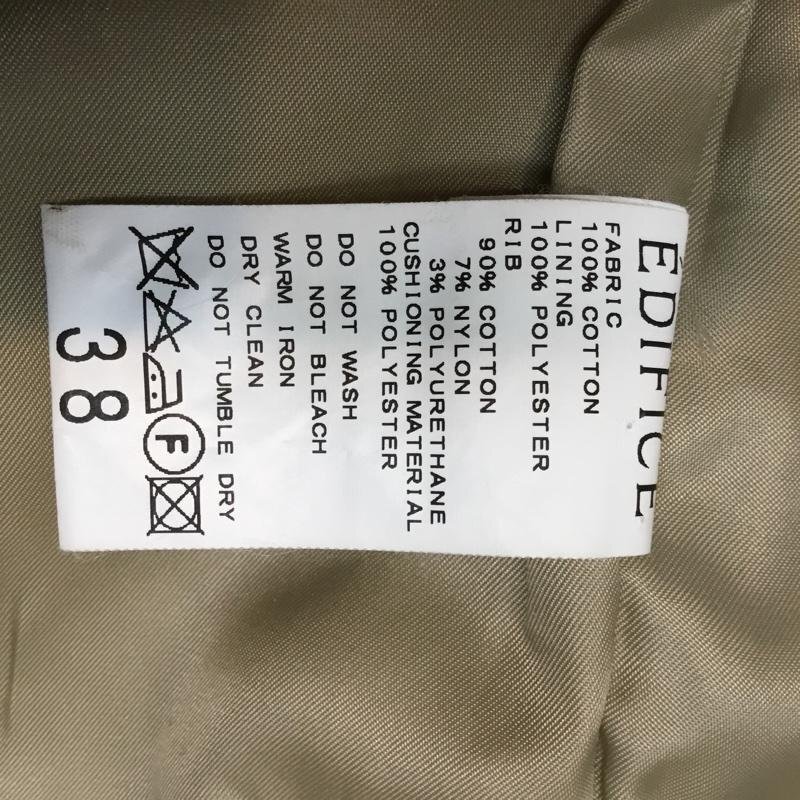 EDIFICE
FABRIC
100% COTTON
LINING
100% POLYESTER
RIB
90% COTTON
7% NYLON
3% POLYURETHANE
CUSHIONING MATERIAL
100% POLYESTER
DO NOT WASH
DO NOT BLEACH
WARM IRON
DRY CLEAN
DO NOT TUMBLE DRY
F
38